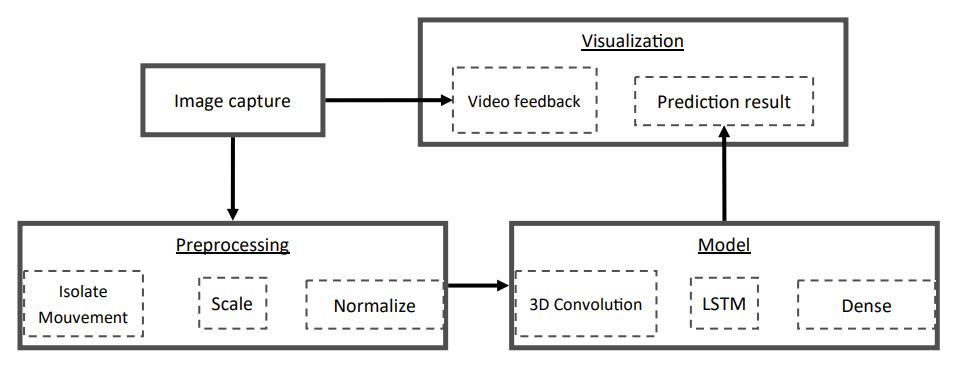 Visualization
Image capture
Video feedback
Prediction result
Preprocessing
Isolate
Mouvement
Scale
Normalize
Model
3D Convolution
LSTM
Dense